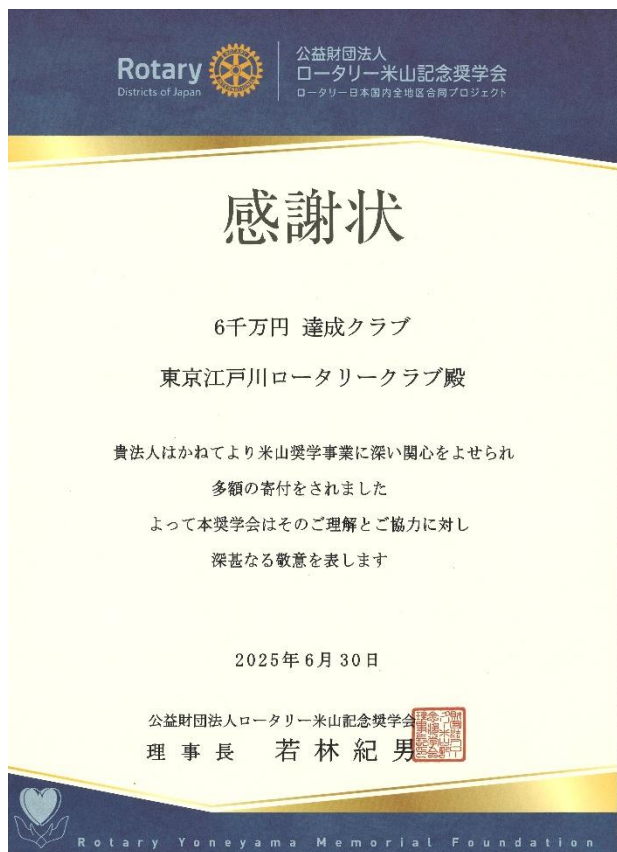 Rotary
Districts of Japan
公益財団法人
ロータリー米山記念奨学会
ロータリー日本国内全地区合同プロジェクト
感謝状
6千万円 達成クラブ
東京江戸川ロータリークラブ殿
貴法人はかねてより米山奨学事業に深い関心をよせられ
多額の寄付をされました
よって本奨学会はそのご理解とご協力に対し
深甚なる敬意を表します
2025年6月30日
公益財団法人ロータリー米山記念奨学会
理事長 若林紀男
Rotary Yoneyama Memorial Foundation